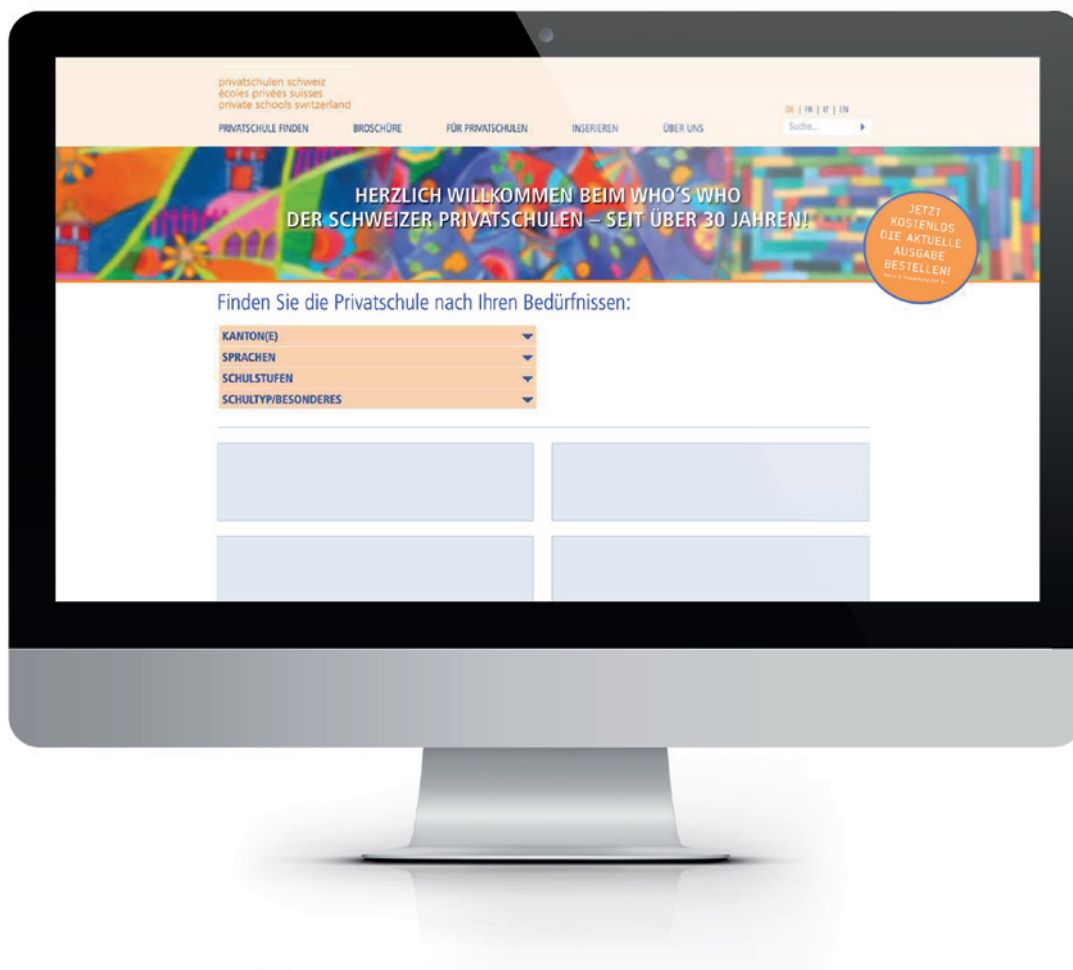 privatschulen schweiz
écoles privées suisses
private schools switzerland
DE | FR | IT | EN
PRIVATSCHULE FINDEN BROSCHÜRE FÜR PRIVATSCHULEN INSERIEREN ÜBER UNS
Suche...
HERZLICH WILLKOMMEN BEIM WHO'S WHO
DER SCHWEIZER PRIVATSCHULEN – SEIT ÜBER 30 JAHREN!
JETZT
KOSTENLOS
DIE AKTUELLE
AUSGABE
BESTELLEN!
Finden Sie die Privatschule nach Ihren Bedürfnissen:
KANTON(E)
SPRACHEN
SCHULSTUFEN
SCHULTYP/BESONDERES